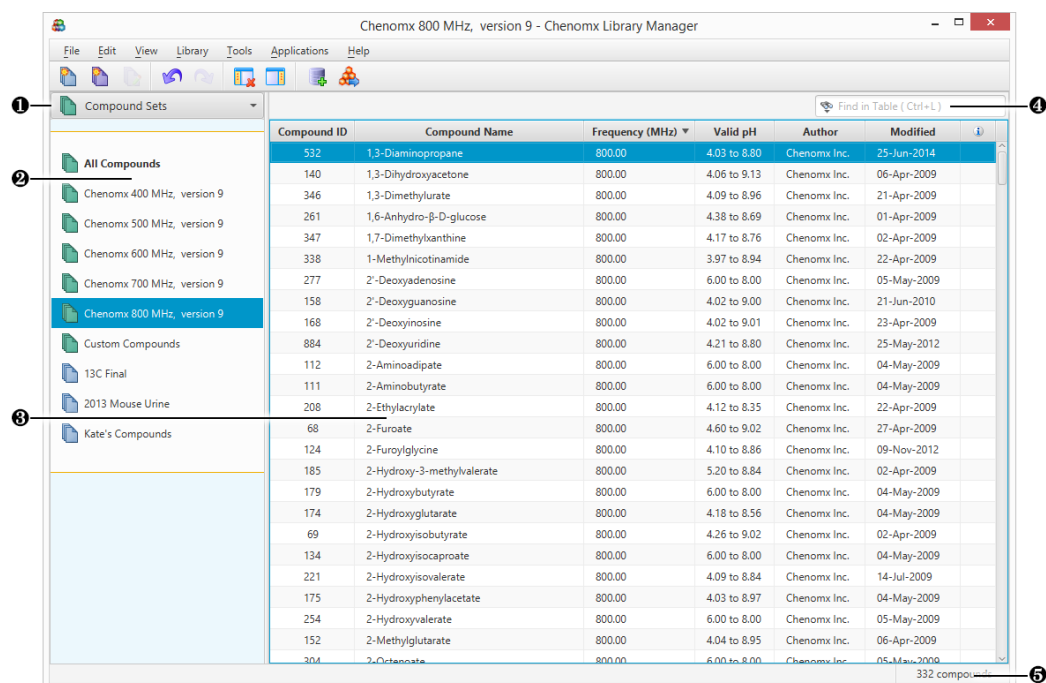 Chenomx 800 MHz, version 9 - Chenomx Library Manager
File Edit View Library Tools Applications Help
❶ Compound Sets
Find in Table ( Ctrl+L ) ❹
Compound ID Compound Name Frequency (MHz) ▼ Valid pH Author Modified
❷
All Compounds
Chenomx 400 MHz, version 9
Chenomx 500 MHz, version 9
Chenomx 600 MHz, version 9
Chenomx 700 MHz, version 9
Chenomx 800 MHz, version 9
Custom Compounds
13C Final
2013 Mouse Urine
Kate's Compounds
❸
532 1,3-Diaminopropane 800.00 4.03 to 8.80 Chenomx Inc. 25-Jun-2014
140 1,3-Dihydroxyacetone 800.00 4.06 to 9.13 Chenomx Inc. 06-Apr-2009
346 1,3-Dimethylurate 800.00 4.09 to 8.96 Chenomx Inc. 21-Apr-2009
261 1,6-Anhydro-β-D-glucose 800.00 4.38 to 8.69 Chenomx Inc. 01-Apr-2009
347 1,7-Dimethylxanthine 800.00 4.17 to 8.76 Chenomx Inc. 02-Apr-2009
338 1-Methylnicotinamide 800.00 3.97 to 8.94 Chenomx Inc. 22-Apr-2009
277 2'-Deoxyadenosine 800.00 6.00 to 8.00 Chenomx Inc. 05-May-2009
158 2'-Deoxyguanosine 800.00 4.02 to 9.00 Chenomx Inc. 21-Jun-2010
168 2'-Deoxyinosine 800.00 4.02 to 9.01 Chenomx Inc. 23-Apr-2009
884 2'-Deoxyuridine 800.00 4.21 to 8.80 Chenomx Inc. 25-May-2012
112 2-Aminoadipate 800.00 6.00 to 8.00 Chenomx Inc. 04-May-2009
111 2-Aminobutyrate 800.00 6.00 to 8.00 Chenomx Inc. 04-May-2009
208 2-Ethylacrylate 800.00 4.12 to 8.35 Chenomx Inc. 22-Apr-2009
68 2-Furoate 800.00 4.60 to 9.02 Chenomx Inc. 27-Apr-2009
124 2-Furoylglycine 800.00 4.10 to 8.86 Chenomx Inc. 09-Nov-2012
185 2-Hydroxy-3-methylvalerate 800.00 5.20 to 8.84 Chenomx Inc. 02-Apr-2009
179 2-Hydroxybutyrate 800.00 6.00 to 8.00 Chenomx Inc. 04-May-2009
174 2-Hydroxyglutarate 800.00 4.18 to 8.56 Chenomx Inc. 04-May-2009
69 2-Hydroxyisobutyrate 800.00 4.26 to 9.02 Chenomx Inc. 02-Apr-2009
134 2-Hydroxyisocaproate 800.00 6.00 to 8.00 Chenomx Inc. 04-May-2009
221 2-Hydroxyisovalerate 800.00 4.09 to 8.84 Chenomx Inc. 14-Jul-2009
175 2-Hydroxyphenylacetate 800.00 4.03 to 8.97 Chenomx Inc. 04-May-2009
254 2-Hydroxyvalerate 800.00 6.00 to 8.00 Chenomx Inc. 05-May-2009
152 2-Methylglutarate 800.00 4.04 to 8.95 Chenomx Inc. 06-Apr-2009
304 2-Octenoate 800.00 6.00 to 8.00 Chenomx Inc. 05-May-2009
332 compounds ❺